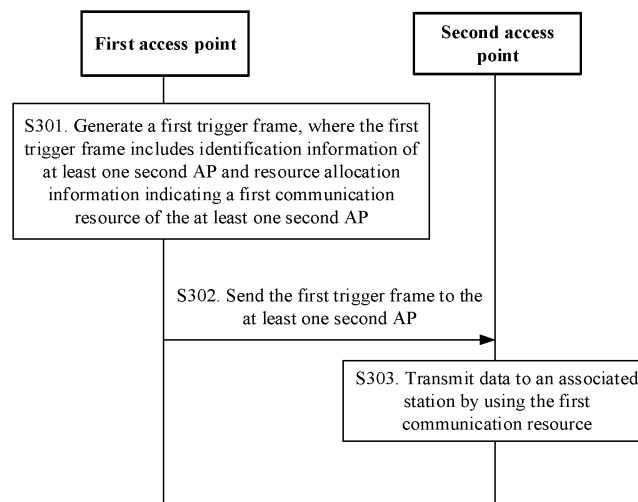 First access point
Second access
point
S301. Generate a first trigger frame, where the first
trigger frame includes identification information of
at least one second AP and resource allocation
information indicating a first communication
resource of the at least one second AP
S302. Send the first trigger frame to the
at least one second AP
S303. Transmit data to an associated
station by using the first
communication resource